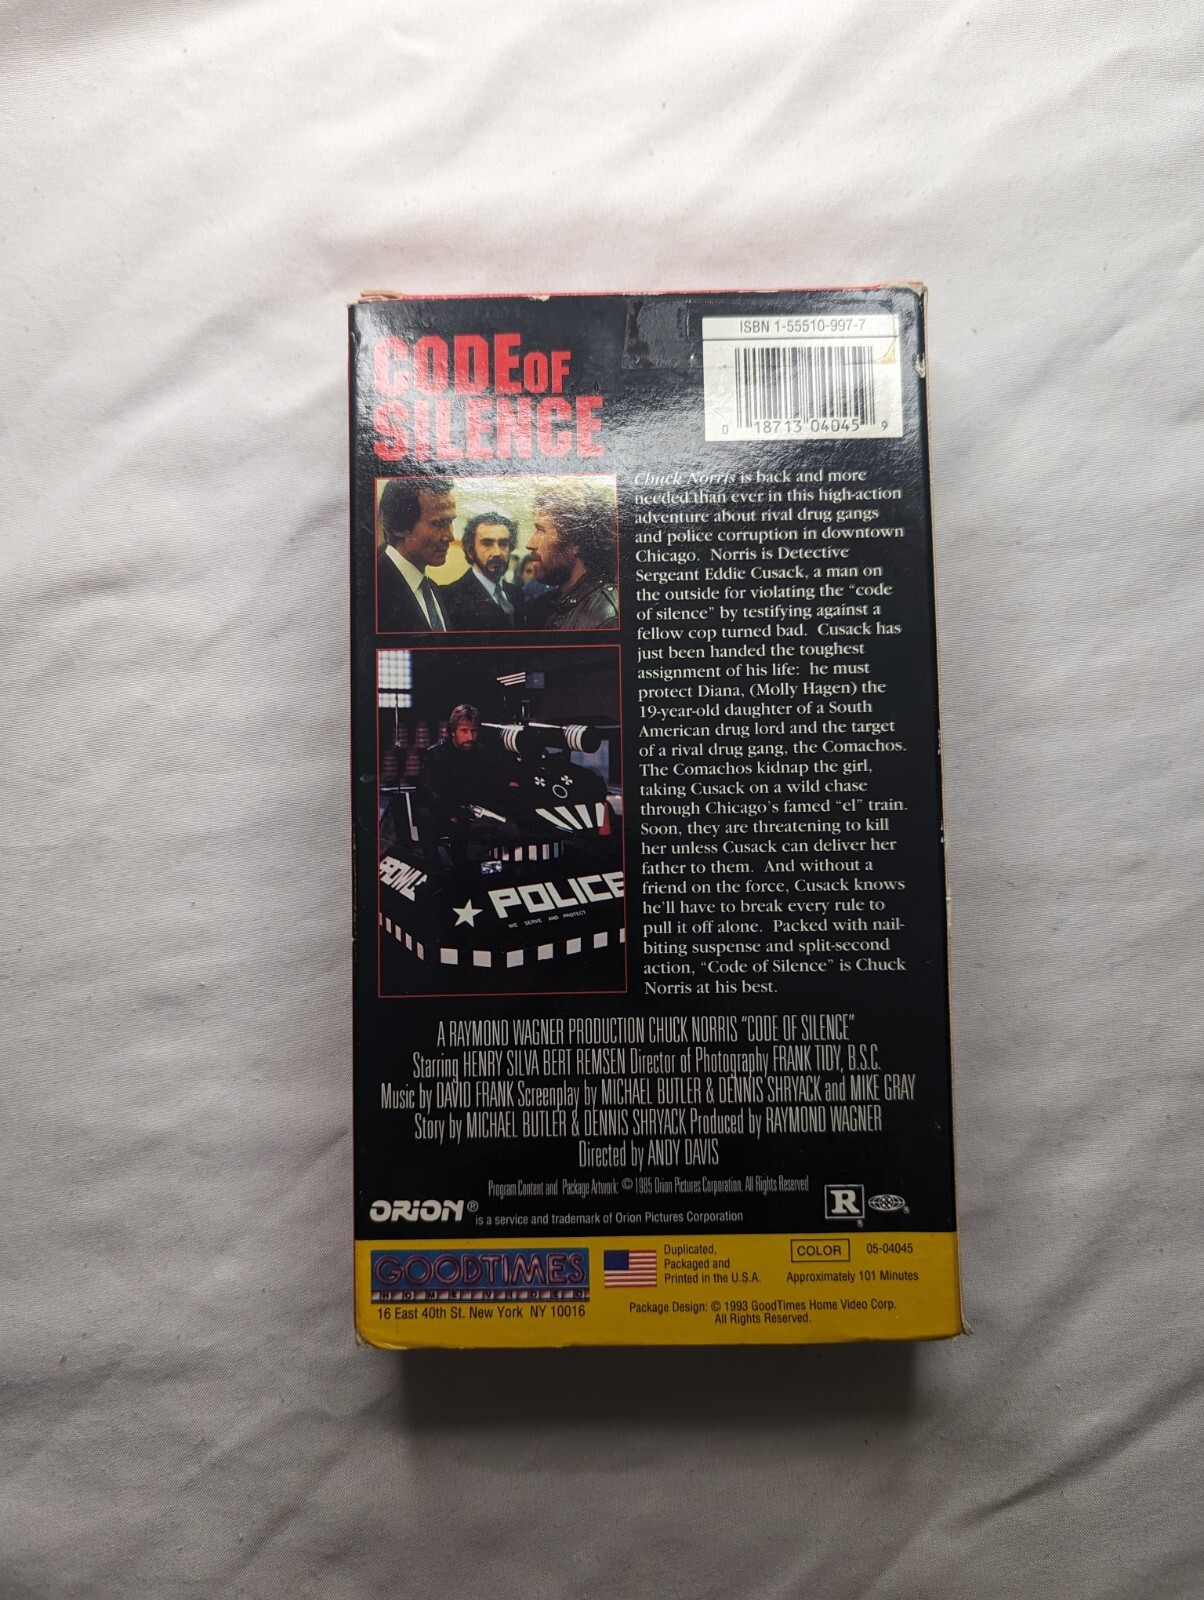 CODE OF
SILENCE
ISBN 1-55510-997-7
0 18713 04045 9
Chuck Norris is back and more
needed than ever in this high-action
adventure about rival drug gangs
and police corruption in downtown
Chicago. Norris is Detective
Sergeant Eddie Cusack, a man on
the outside for violating the "code
of silence" by testifying against a
fellow cop turned bad. Cusack has
just been handed the toughest
assignment of his life: he must
protect Diana, (Molly Hagen) the
19-year-old daughter of a South
American drug lord and the target
of a rival drug gang, the Comachos.
The Comachos kidnap the girl,
taking Cusack on a wild chase
through Chicago's famed "el" train.
Soon, they are threatening to kill
her unless Cusack can deliver her
father to them. And without a
friend on the force, Cusack knows
he'll have to break every rule to
pull it off alone. Packed with nail-
biting suspense and split-second
action, "Code of Silence" is Chuck
Norris at his best.
POLICE
WE SERVE AND PROTECT
A RAYMOND WAGNER PRODUCTION CHUCK NORRIS "CODE OF SILENCE"
Starring HENRY SILVA BERT REMSEN Director of Photography FRANK TIDY, B.S.C.
Music by DAVID FRANK Screenplay by MICHAEL BUTLER & DENNIS SHRYACK and MIKE GRAY
Story by MICHAEL BUTLER & DENNIS SHRYACK Produced by RAYMOND WAGNER
Directed by ANDY DAVIS
Program Content and Package Artwork: © 1985 Orion Pictures Corporation. All Rights Reserved
ORION® is a service and trademark of Orion Pictures Corporation
R
GOODTIMES
HOME VIDEO
16 East 40th St. New York NY 10016
Duplicated,
Packaged and
Printed in the U.S.A.
COLOR 05-04045
Approximately 101 Minutes
Package Design: © 1993 GoodTimes Home Video Corp.
All Rights Reserved.